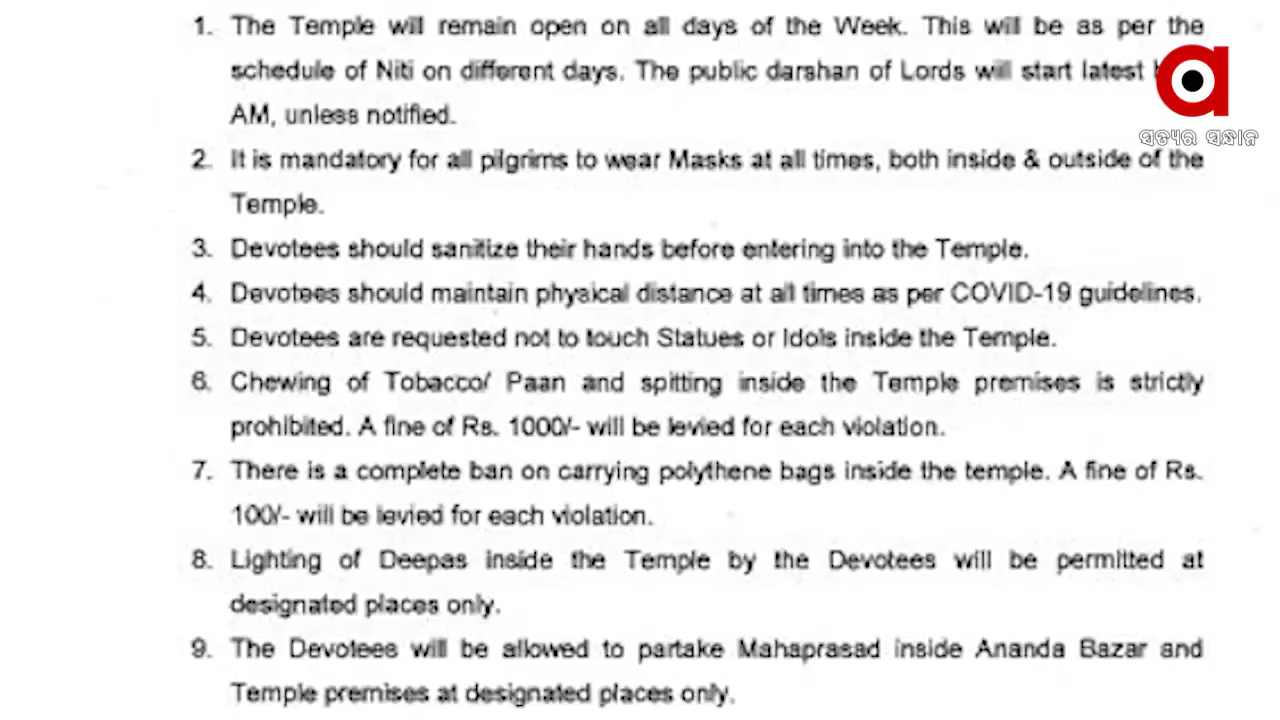 1. The Temple will remain open on all days of the Week. This will be as per the
schedule of Niti on different days. The public darshan of Lords will start latest
AM, unless notified.
2. It is mandatory for all pilgrims to wear Masks at all times, both inside & outside of the
Temple.
3. Devotees should sanitize their hands before entering into the Temple.
4. Devotees should maintain physical distance at all times as per COVID-19 guidelines.
5. Devotees are requested not to touch Statues or Idols inside the Temple.
6. Chewing of Tobacco/ Paan and spitting inside the Temple premises is strictly
prohibited. A fine of Rs. 1000/- will be levied for each violation.
7. There is a complete ban on carrying polythene bags inside the temple. A fine of Rs.
100/- will be levied for each violation.
8. Lighting of Deepas inside the Temple by the Devotees will be permitted at
designated places only.
9. The Devotees will be allowed to partake Mahaprasad inside Ananda Bazar and
Temple premises at designated places only.